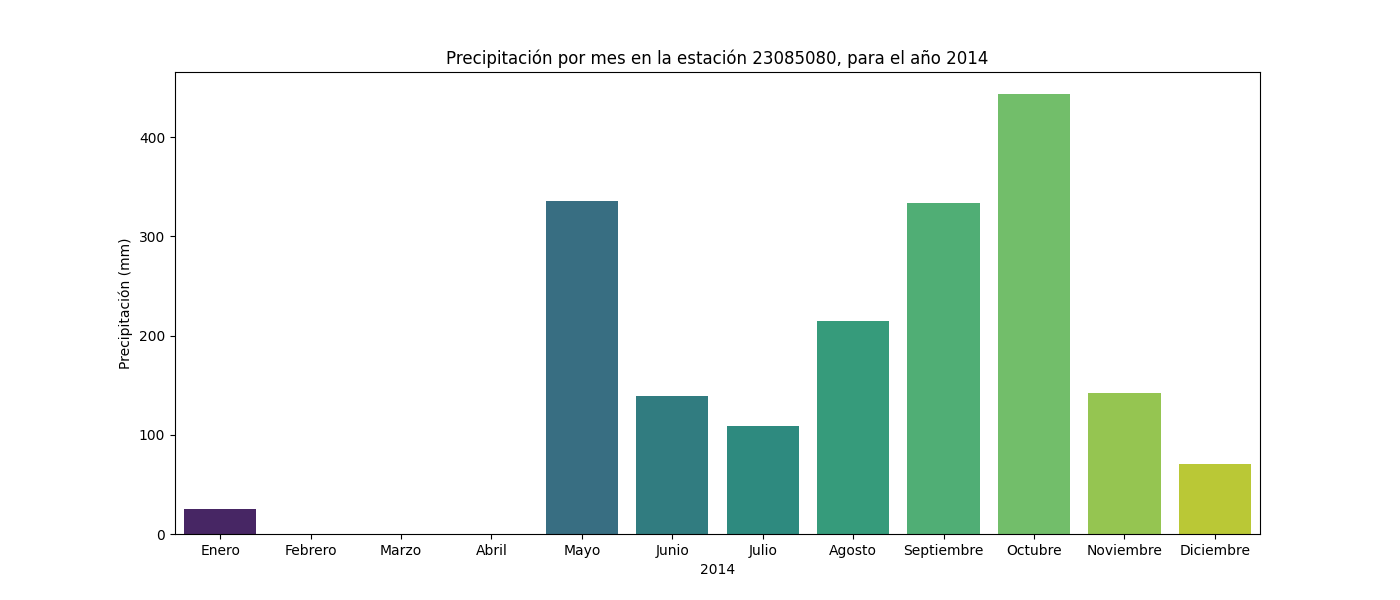 Precipitación por mes en la estación 23085080, para el año 2014
Precipitación (mm)
400
300
200
100
0
Enero Febrero Marzo Abril Mayo Junio Julio Agosto Septiembre Octubre Noviembre Diciembre
2014